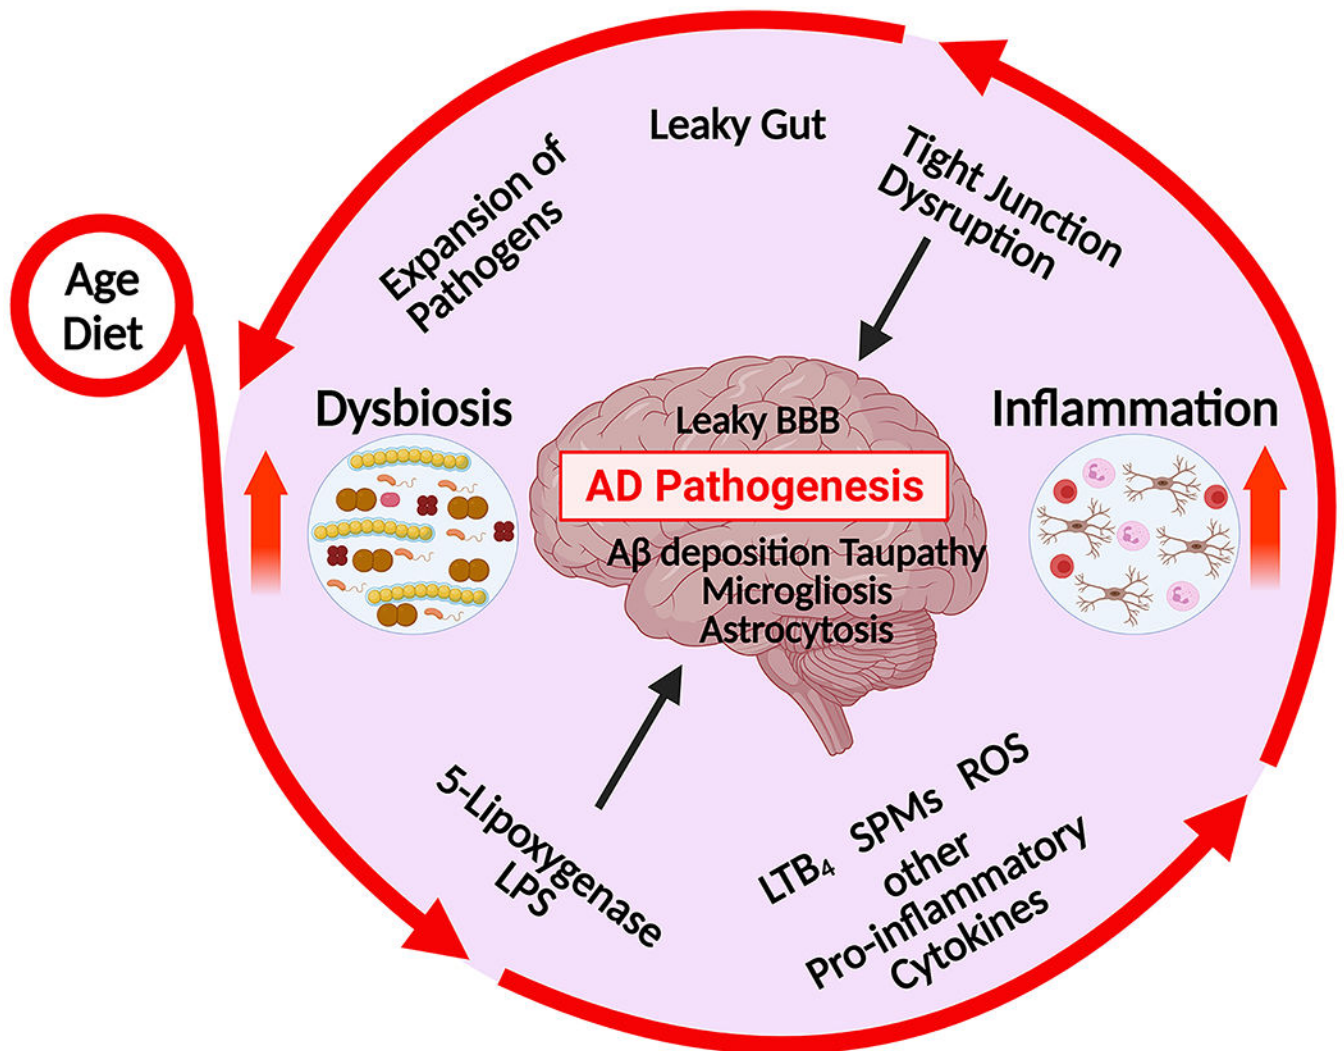 Leaky Gut
Expansion of
Pathogens
Tight Junction
Dysruption
Age
Diet
Dysbiosis
Inflammation
Leaky BBB
AD Pathogenesis
Aβ deposition Taupathy
Microgliosis
Astrocytosis
5-Lipoxygenase
LPS
LTB₄ SPMs ROS
other
Pro-inflammatory
Cytokines